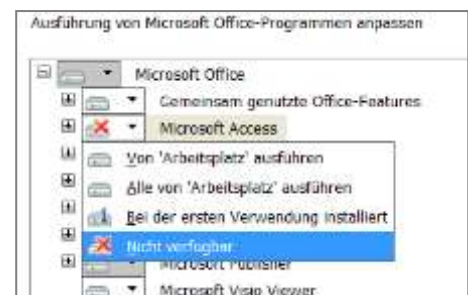 Ausführung von Microsoft Office-Programmen anpassen
Microsoft Office
Gemeinsam genutzte Office-Features
Microsoft Access
Von 'Arbeitsplatz' ausführen
Alle von 'Arbeitsplatz' ausführen
Bei der ersten Verwendung installiert
Nicht verfügbar
Microsoft Publisher
Microsoft Visio Viewer